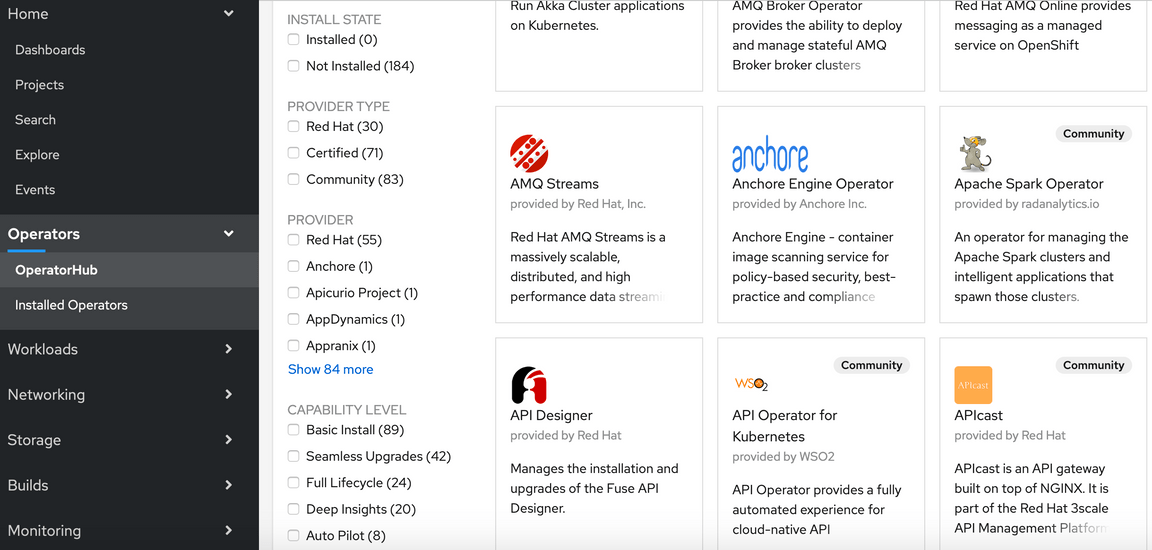 Home
Dashboards
Projects
Search
Explore
Events
Operators
OperatorHub
Installed Operators
Workloads
Networking
Storage
Builds
Monitoring
INSTALL STATE
Installed (0)
Not Installed (184)
PROVIDER TYPE
Red Hat (30)
Certified (71)
Community (83)
PROVIDER
Red Hat (55)
Anchore (1)
Apicurio Project (1)
AppDynamics (1)
Appranix (1)
Show 84 more
CAPABILITY LEVEL
Basic Install (89)
Seamless Upgrades (42)
Full Lifecycle (24)
Deep Insights (20)
Auto Pilot (8)
Run Akka Cluster applications
on Kubernetes.
AMQ Broker Operator
provides the ability to deploy
and manage stateful AMQ
Broker broker clusters
Red Hat AMQ Online provides
messaging as a managed
service on OpenShift
AMQ Streams
provided by Red Hat, Inc.
Red Hat AMQ Streams is a
massively scalable,
distributed, and high
performance data streami
anchore
Anchore Engine Operator
provided by Anchore Inc.
Anchore Engine - container
image scanning service for
policy-based security, best-
practice and compliance
Community
Apache Spark Operator
provided by radanalytics.io
An operator for managing the
Apache Spark clusters and
intelligent applications that
spawn those clusters.
API Designer
provided by Red Hat
Manages the installation and
upgrades of the Fuse API
Designer.
Community
WSO2
API Operator for
Kubernetes
provided by WSO2
API Operator provides a fully
automated experience for
cloud-native API
Community
APIcast
APIcast
provided by Red Hat
APIcast is an API gateway
built on top of NGINX. It is
part of the Red Hat 3scale
API Management Platform